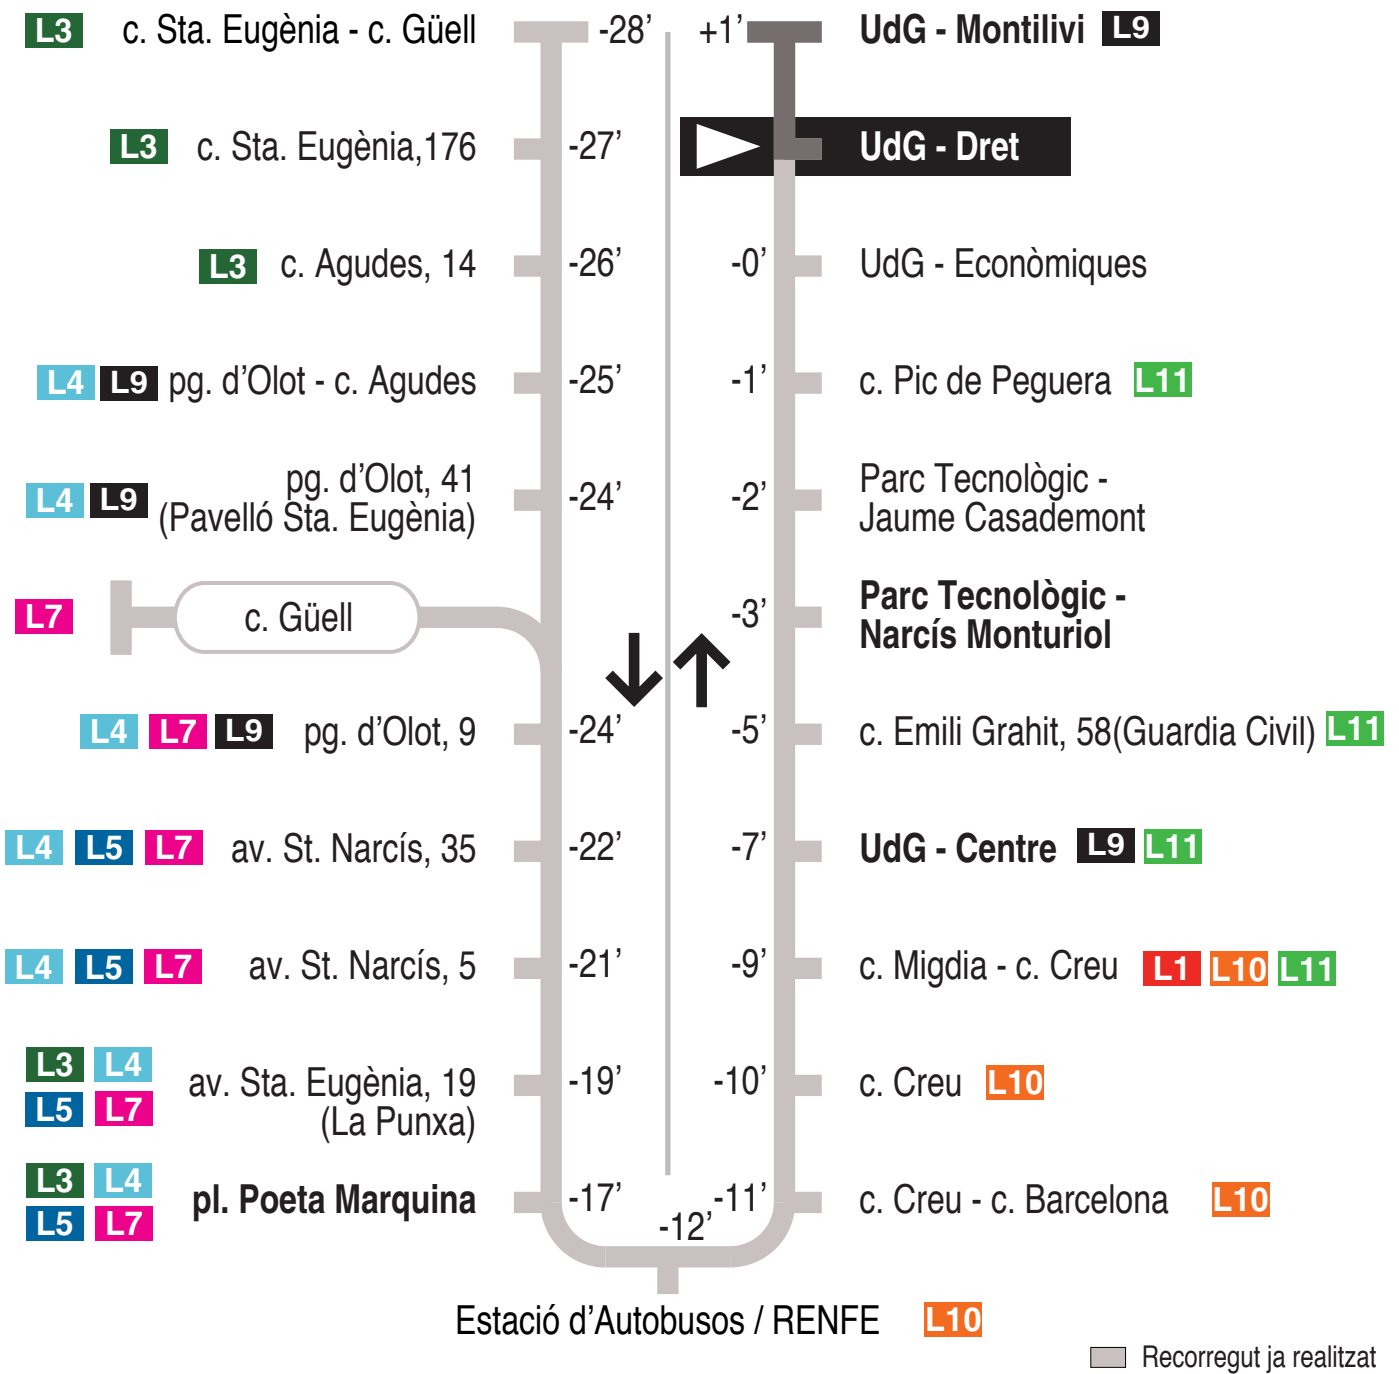 L3 c. Sta. Eugènia - c. Güell -28’ +1’ UdG - Montilivi L9
L3 c. Sta. Eugènia,176 -27’ UdG - Dret
L3 c. Agudes, 14 -26’ -0’ UdG - Econòmiques
L4 L9 pg. d’Olot - c. Agudes -25’ -1’ c. Pic de Peguera L11
pg. d’Olot, 41 Parc Tecnològic -
L4 L9 (Pavelló Sta. Eugènia) -24’ -2’ Jaume Casademont
L7 c. Güell -3’ Parc Tecnològic -
Narcís Monturiol
L4 L7 L9 pg. d’Olot, 9 -24’ -5’ c. Emili Grahit, 58(Guardia Civil) L11
L4 L5 L7 av. St. Narcís, 35 -22’ -7’ UdG - Centre L9 L11
L4 L5 L7 av. St. Narcís, 5 -21’ -9’ c. Migdia - c. Creu L1 L10 L11
L3 L4 av. Sta. Eugènia, 19 -19’ -10’ c. Creu L10
L5 L7 (La Punxa)
L3 L4 pl. Poeta Marquina -17’ -11’ c. Creu - c. Barcelona L10
L5 L7 -12’
Estació d’Autobusos / RENFE L10
Recorregut ja realitzat